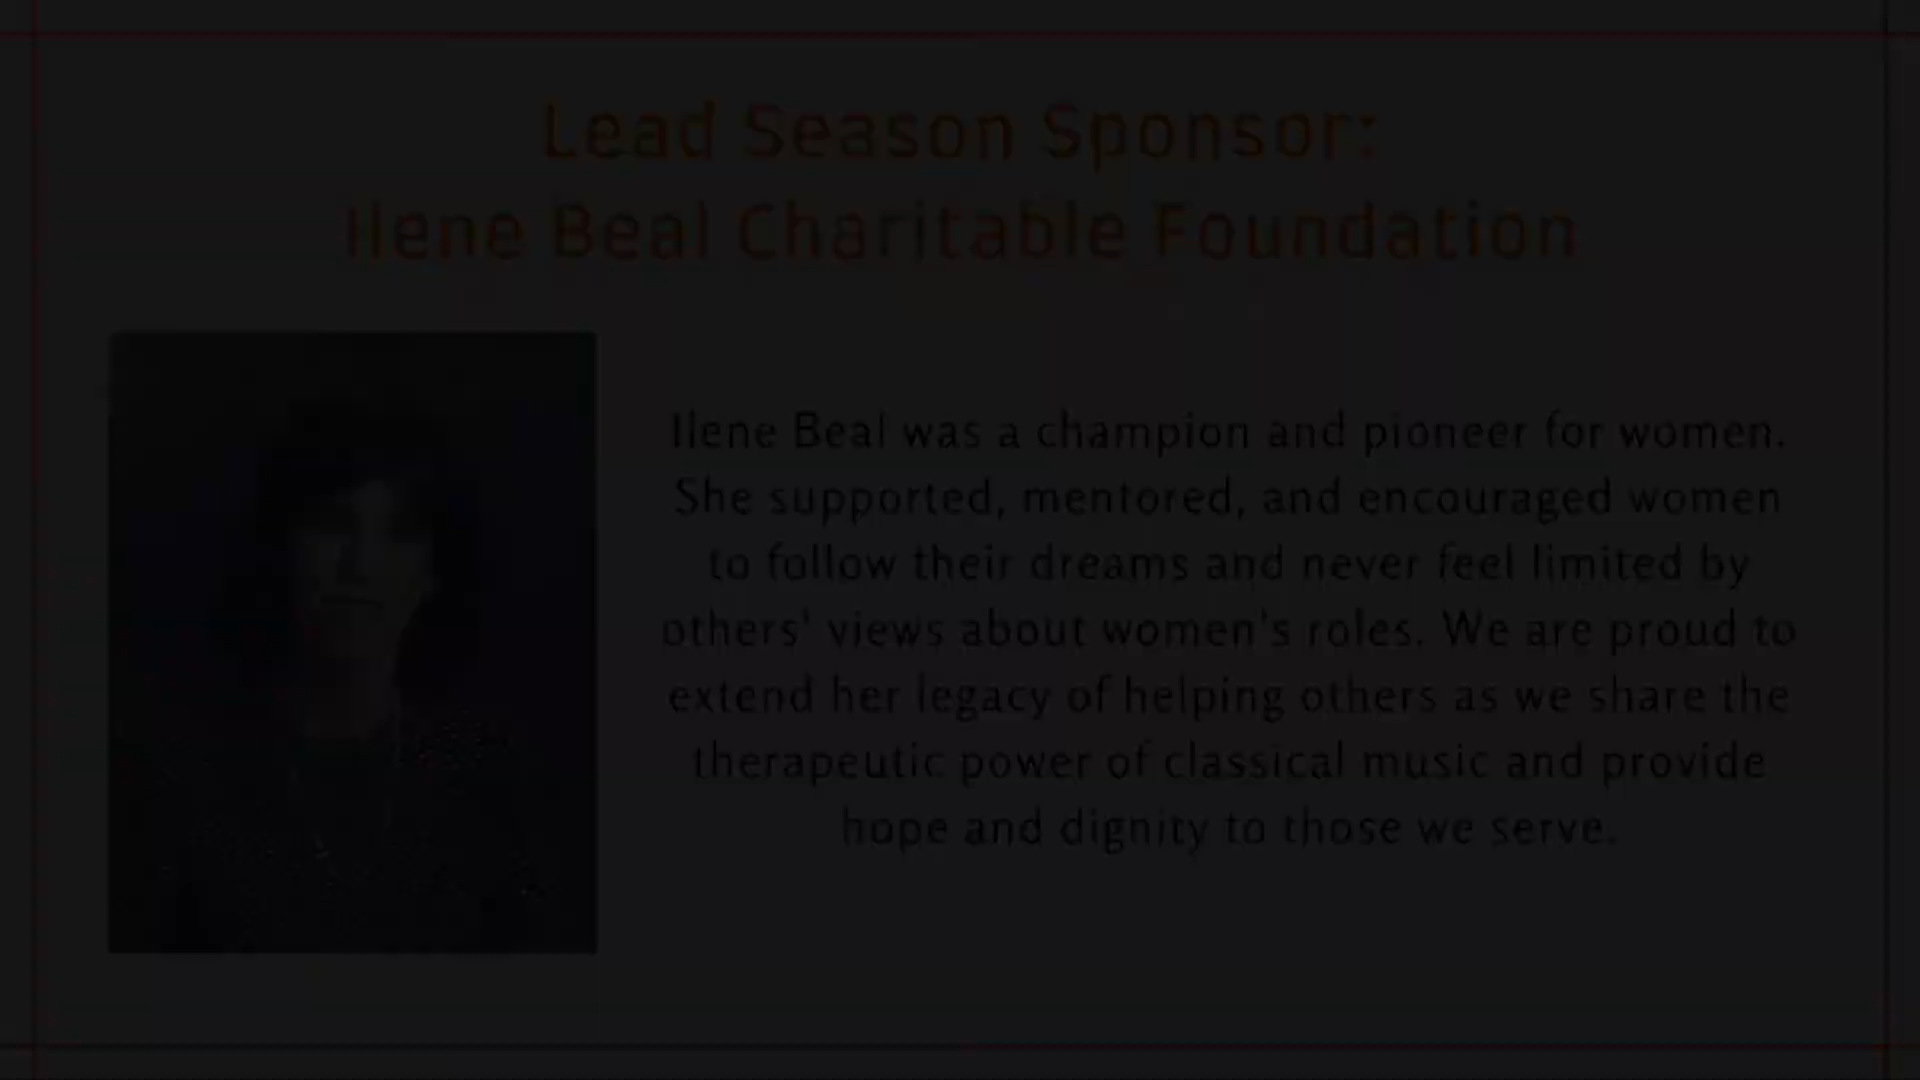 Lead Season Sponsor:
Ilene Beal Charitable Foundation
Ilene Beal was a champion and pioneer for women.
She supported, mentored, and encouraged women
to follow their dreams and never feel limited by
others' views about women's roles. We are proud to
extend her legacy of helping others as we share the
therapeutic power of classical music and provide
hope and dignity to those we serve.